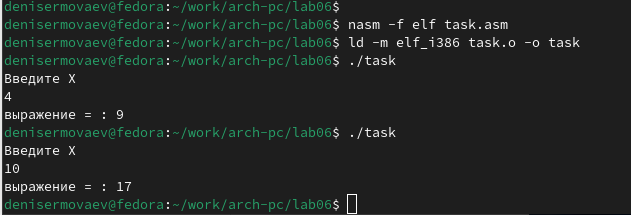 denisermovaev@fedora:~/work/arch-pc/lab06$
denisermovaev@fedora:~/work/arch-pc/lab06$ nasm -f elf task.asm
denisermovaev@fedora:~/work/arch-pc/lab06$ ld -m elf_i386 task.o -o task
denisermovaev@fedora:~/work/arch-pc/lab06$ ./task
Введите X
4
выражение = : 9
denisermovaev@fedora:~/work/arch-pc/lab06$ ./task
Введите X
10
выражение = : 17
denisermovaev@fedora:~/work/arch-pc/lab06$